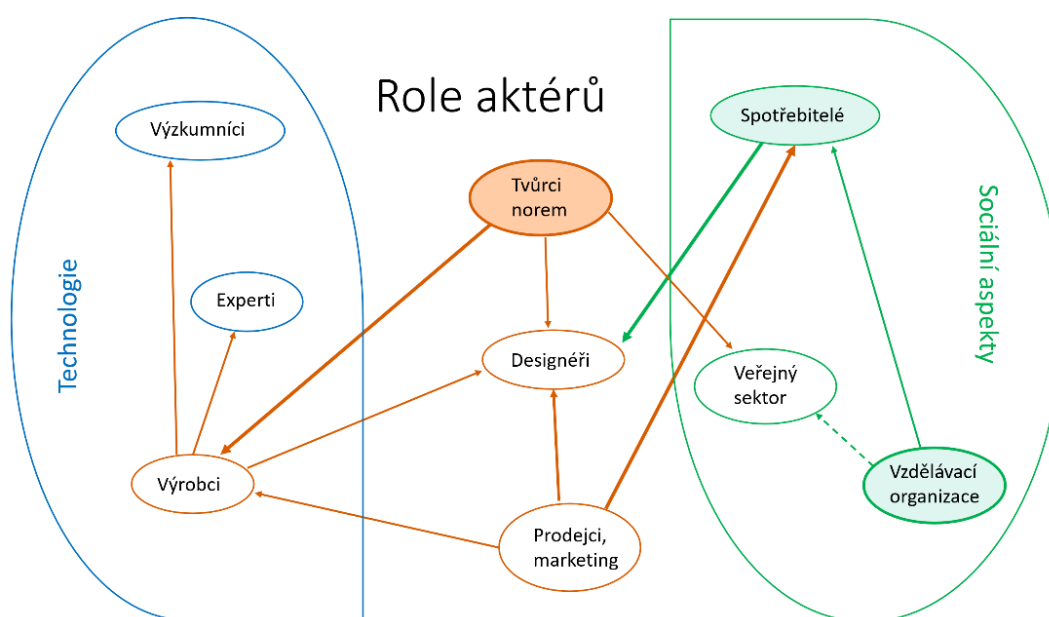 Role aktérů
Technologie
Výzkumníci
Experti
Výrobci
Tvůrci
norem
Designéři
Prodejci,
marketing
Spotřebitelé
Veřejný
sektor
Vzdělávací
organizace
Sociální aspekty